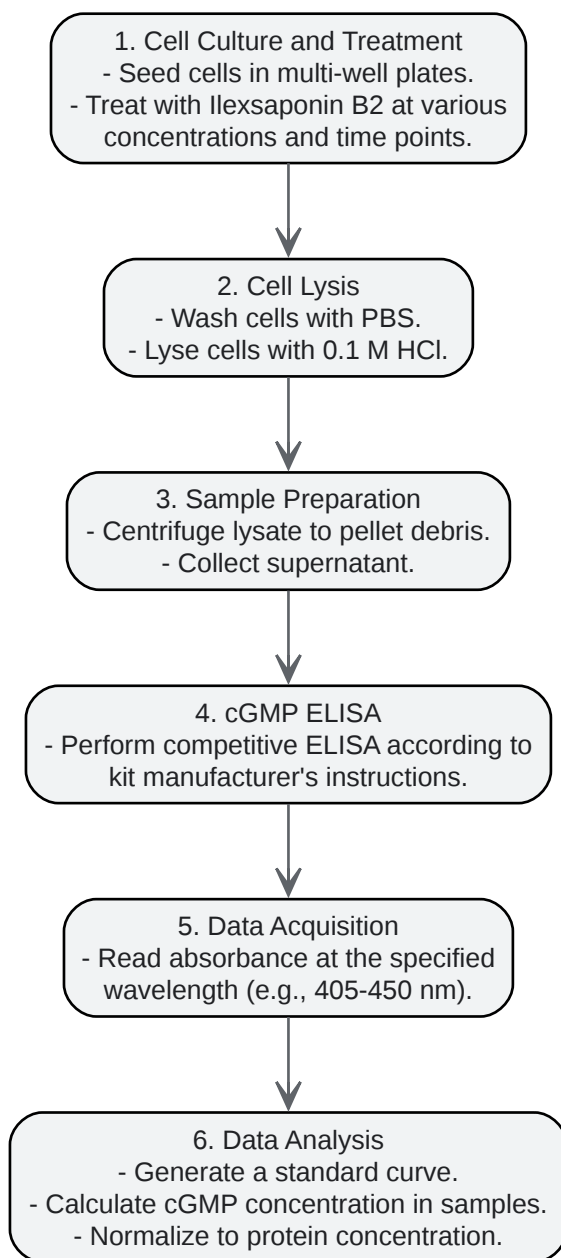 1. Cell Culture and Treatment
- Seed cells in multi-well plates.
- Treat with Ilexsaponin B2 at various
concentrations and time points.
2. Cell Lysis
- Wash cells with PBS.
- Lyse cells with 0.1 M HCl.
3. Sample Preparation
- Centrifuge lysate to pellet debris.
- Collect supernatant.
4. cGMP ELISA
- Perform competitive ELISA according to
kit manufacturer's instructions.
5. Data Acquisition
- Read absorbance at the specified
wavelength (e.g., 405-450 nm).
6. Data Analysis
- Generate a standard curve.
- Calculate cGMP concentration in samples.
- Normalize to protein concentration.